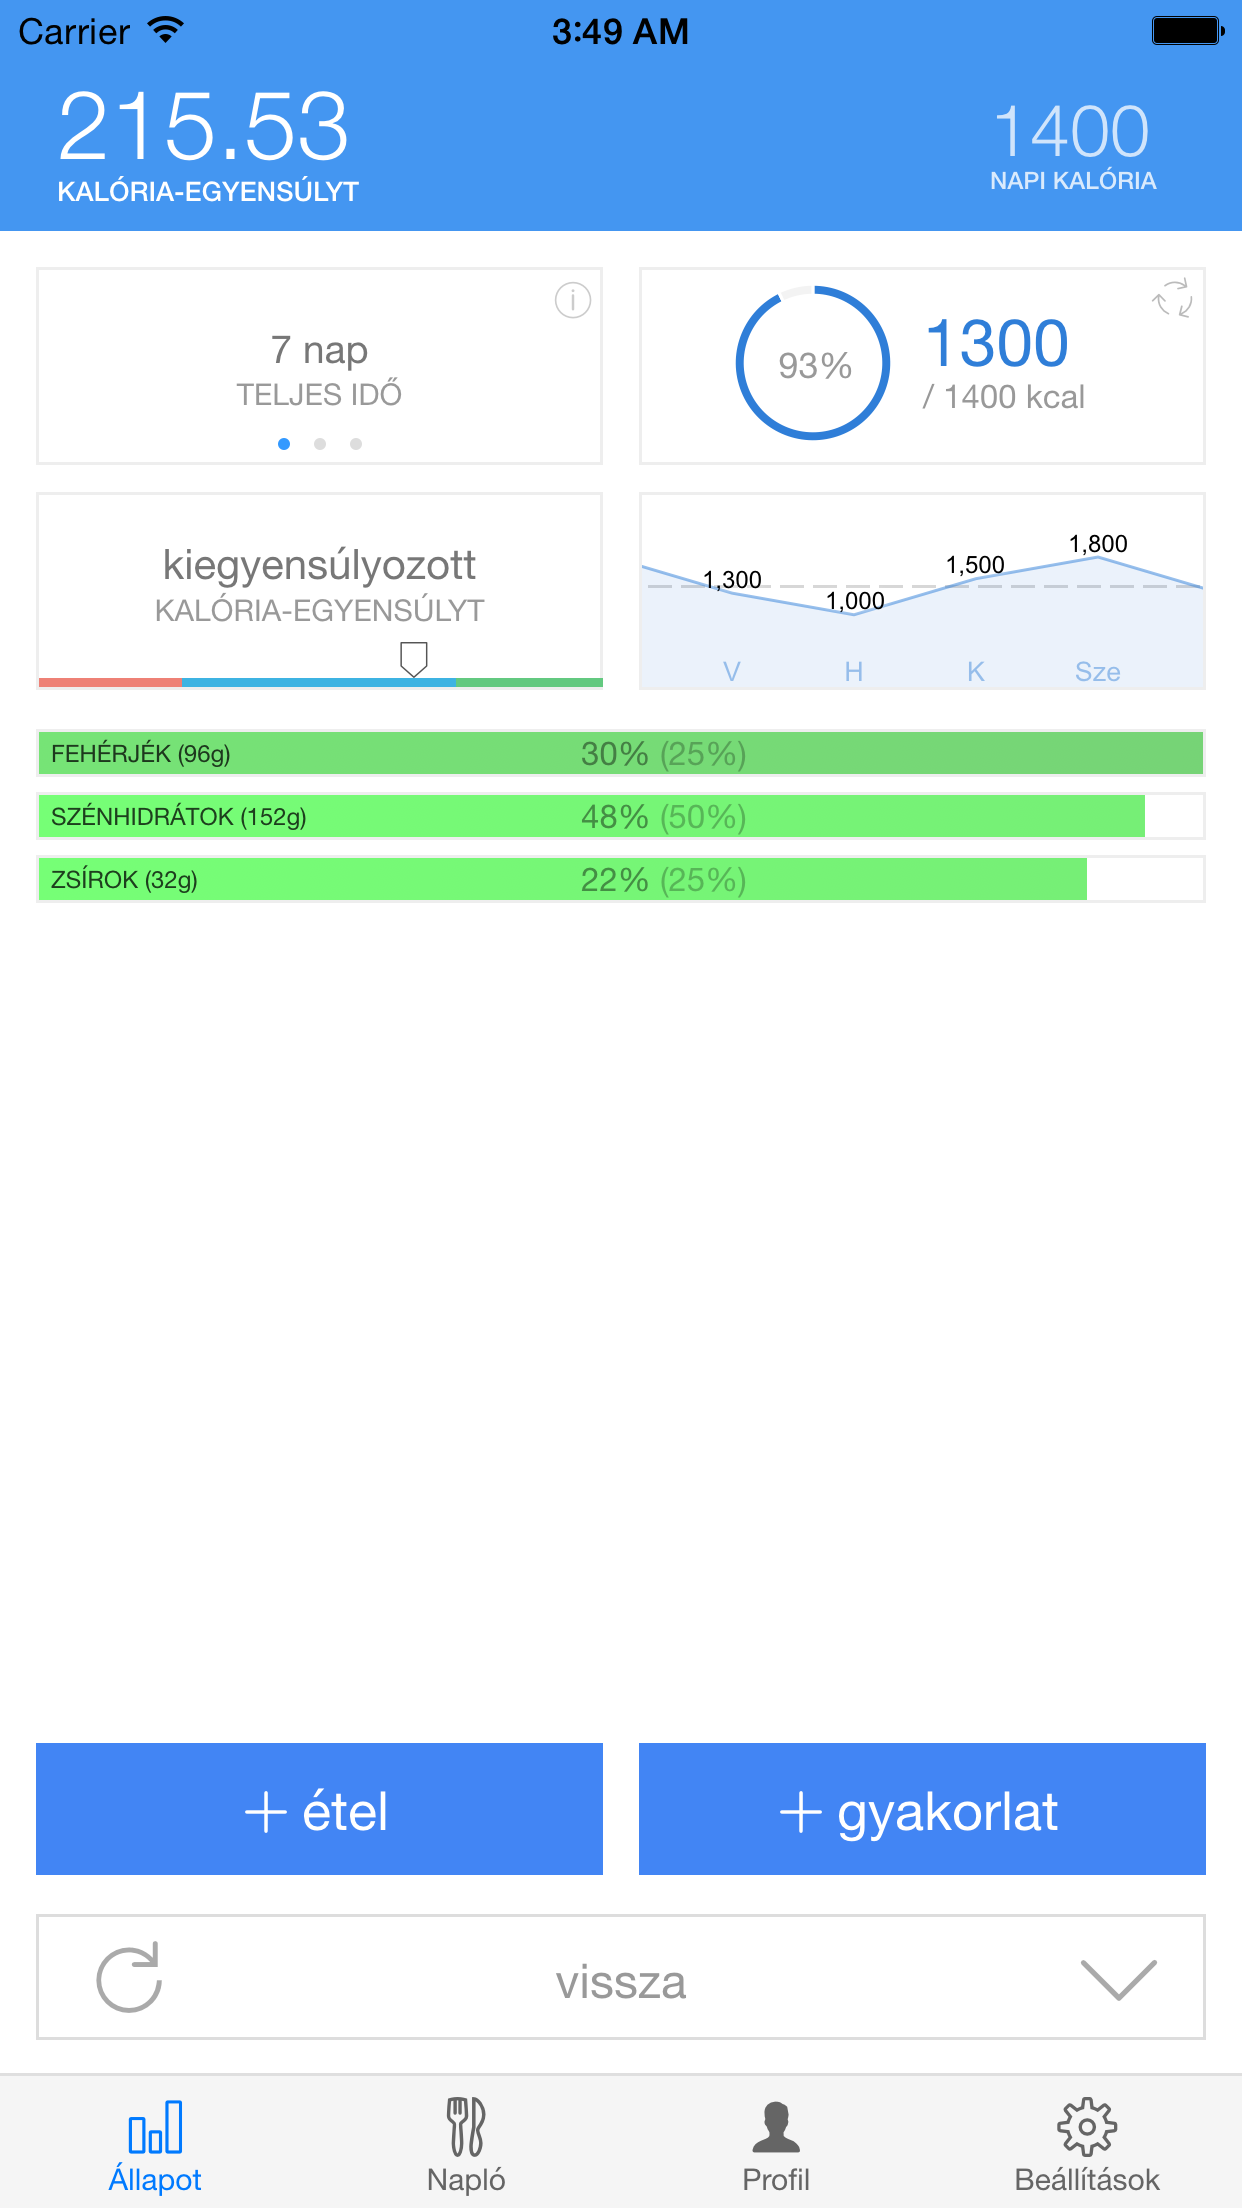 Carrier 3:49 AM
215.53
KALÓRIA-EGYENSÚLYT
1400
NAPI KALÓRIA
7 nap
TELJES IDŐ
93%
1300
/ 1400 kcal
kiegyensúlyozott
KALÓRIA-EGYENSÚLYT
1,300
1,000
1,500
1,800
V H K Sze
FEHÉRJÉK (96g) 30% (25%)
SZÉNHIDRÁTOK (152g) 48% (50%)
ZSÍROK (32g) 22% (25%)
+ étel
+ gyakorlat
vissza
Állapot Napló Profil Beállítások